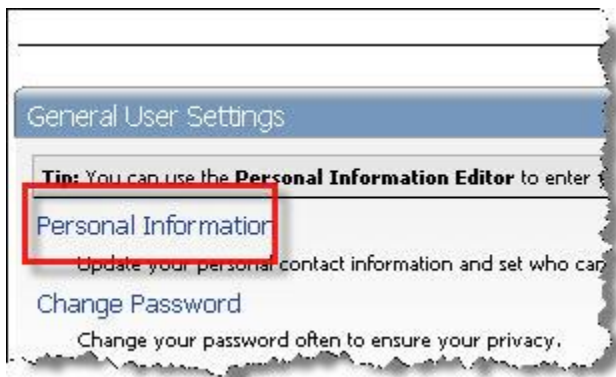 General User Settings
Tip: You can use the Personal Information Editor to enter
Personal Information
Update your personal contact information and set who can
Change Password
Change your password often to ensure your privacy.